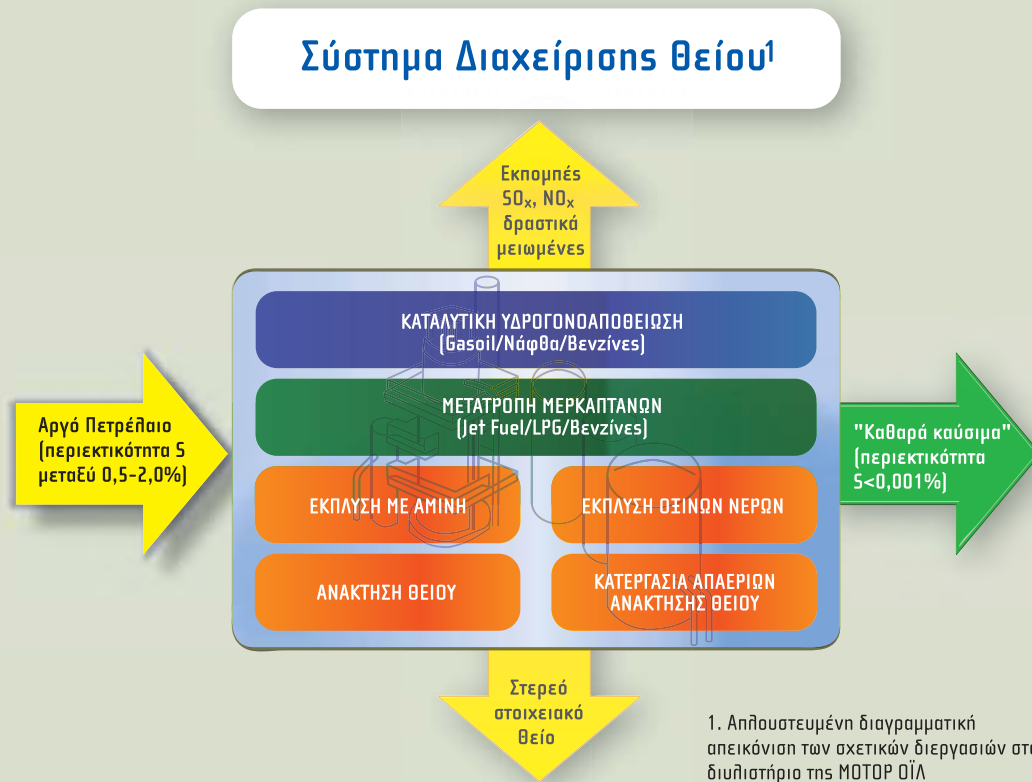 Σύστημα Διαχείρισης Θείου¹
Εκπομπές
SOₓ, NOₓ
δραστικά
μειωμένες
ΚΑΤΑΛΥΤΙΚΗ ΥΔΡΟΓΟΝΟΑΠΟΘΕΙΩΣΗ
(Gasoil/Νάφθα/Βενζίνες)
ΜΕΤΑΤΡΟΠΗ ΜΕΡΚΑΠΤΑΝΩΝ
(Jet Fuel/LPG/Βενζίνες)
Αργό Πετρέλαιο
(περιεκτικότητα S
μεταξύ 0,5-2,0%)
"Καθαρά καύσιμα"
(περιεκτικότητα
S<0,001%)
ΕΚΠΛΥΣΗ ΜΕ ΑΜΙΝΗ
ΕΚΠΛΥΣΗ ΟΞΙΝΩΝ ΝΕΡΩΝ
ΑΝΑΚΤΗΣΗ ΘΕΙΟΥ
ΚΑΤΕΡΓΑΣΙΑ ΑΠΑΕΡΙΩΝ
ΑΝΑΚΤΗΣΗΣ ΘΕΙΟΥ
Στερεό
στοιχειακό
Θείο
1. Απλουστευμένη διαγραμματική
απεικόνιση των σχετικών διεργασιών στο
διυλιστήριο της ΜΟΤΟΡ ΟΪΛ